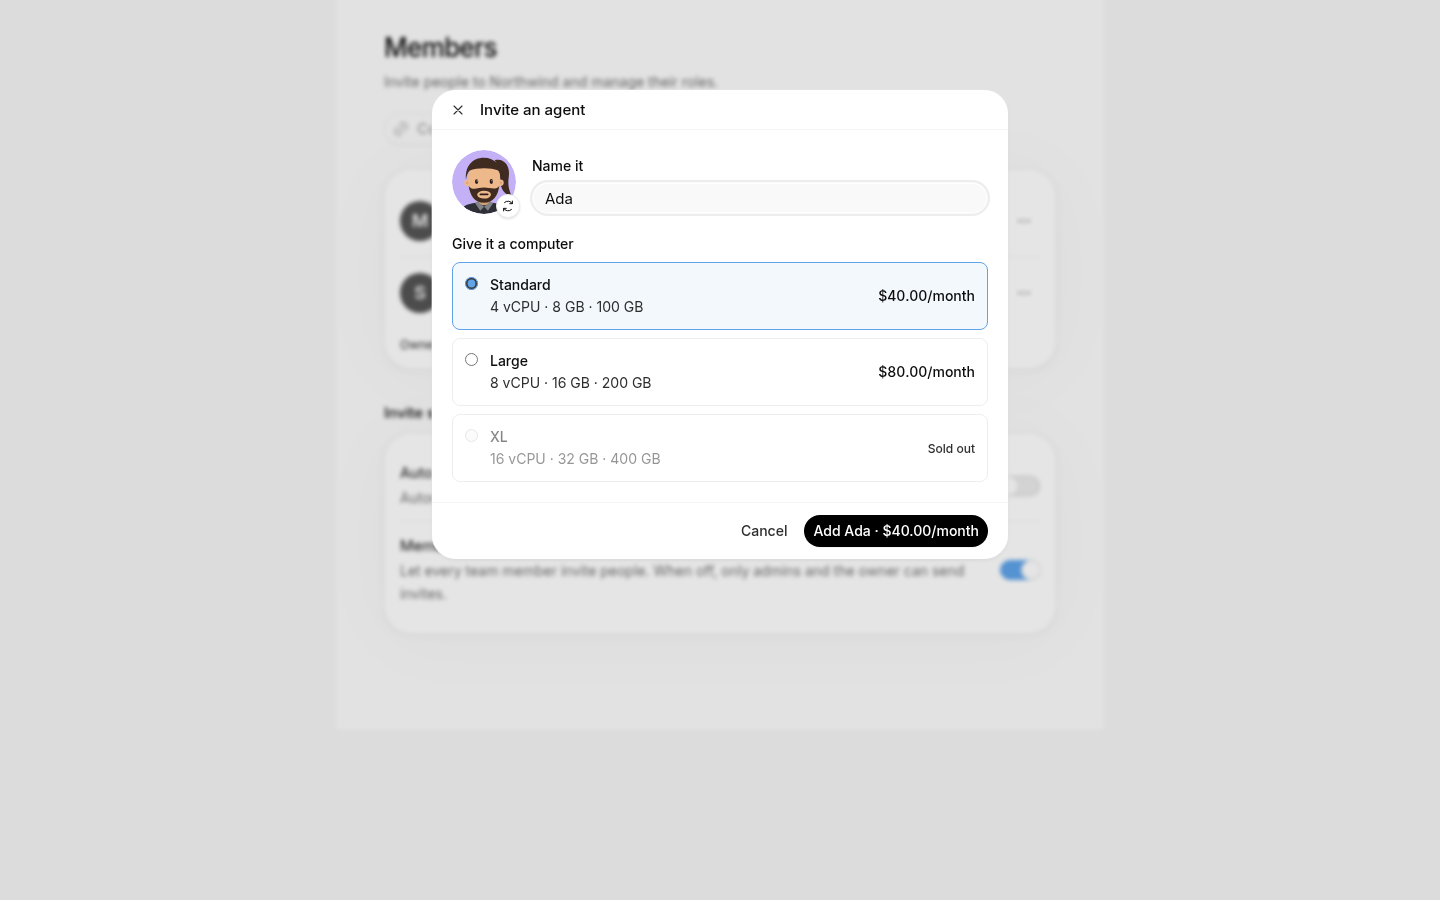 Members
Invite people to Northwind and manage their roles.
Invite an agent
Name it
Ada
Give it a computer
Standard
4 vCPU · 8 GB · 100 GB
$40.00/month
Large
8 vCPU · 16 GB · 200 GB
$80.00/month
XL
16 vCPU · 32 GB · 400 GB
Sold out
Cancel
Add Ada · $40.00/month
M
S
Invite
Auto
Auto
Let every team member invite people. When off, only admins and the owner can send
invites.